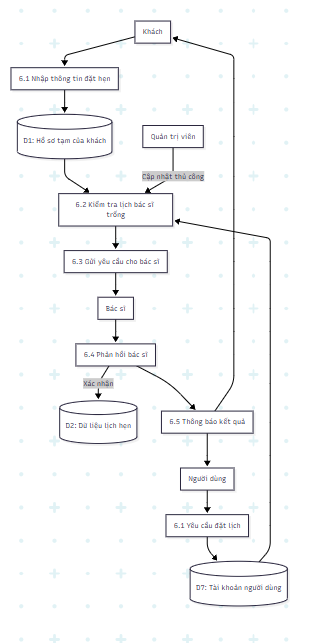 Khách
6.1 Nhập thông tin đặt hẹn
D1: Hồ sơ tạm của khách
Quản trị viên
Cập nhật thủ công
6.2 Kiểm tra lịch bác sĩ
trống
6.3 Gửi yêu cầu cho bác sĩ
Bác sĩ
6.4 Phản hồi bác sĩ
Xác nhận
D2: Dữ liệu lịch hẹn
6.5 Thông báo kết quả
Người dùng
6.1 Yêu cầu đặt lịch
D7: Tài khoản người dùng